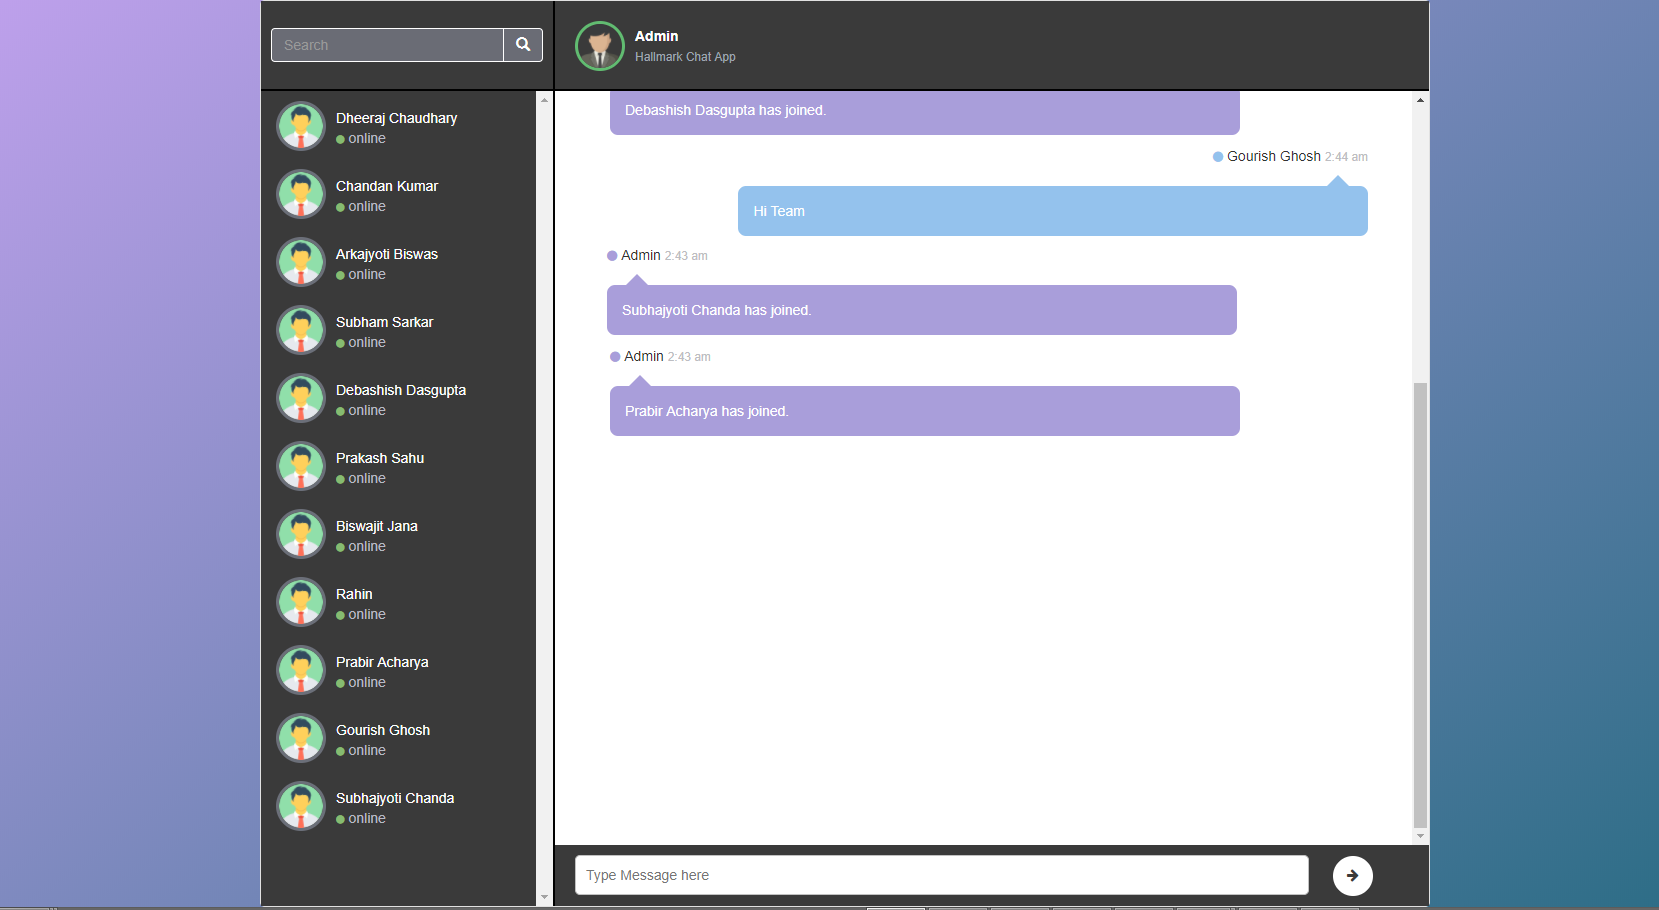 Search
Admin
Hallmark Chat App
Dheeraj Chaudhary
online
Chandan Kumar
online
Arkajyoti Biswas
online
Subham Sarkar
online
Debashish Dasgupta
online
Prakash Sahu
online
Biswajit Jana
online
Rahin
online
Prabir Acharya
online
Gourish Ghosh
online
Subhajyoti Chanda
online
Debashish Dasgupta has joined.
Gourish Ghosh 2:44 am
Hi Team
Admin 2:43 am
Subhajyoti Chanda has joined.
Admin 2:43 am
Prabir Acharya has joined.
Type Message here